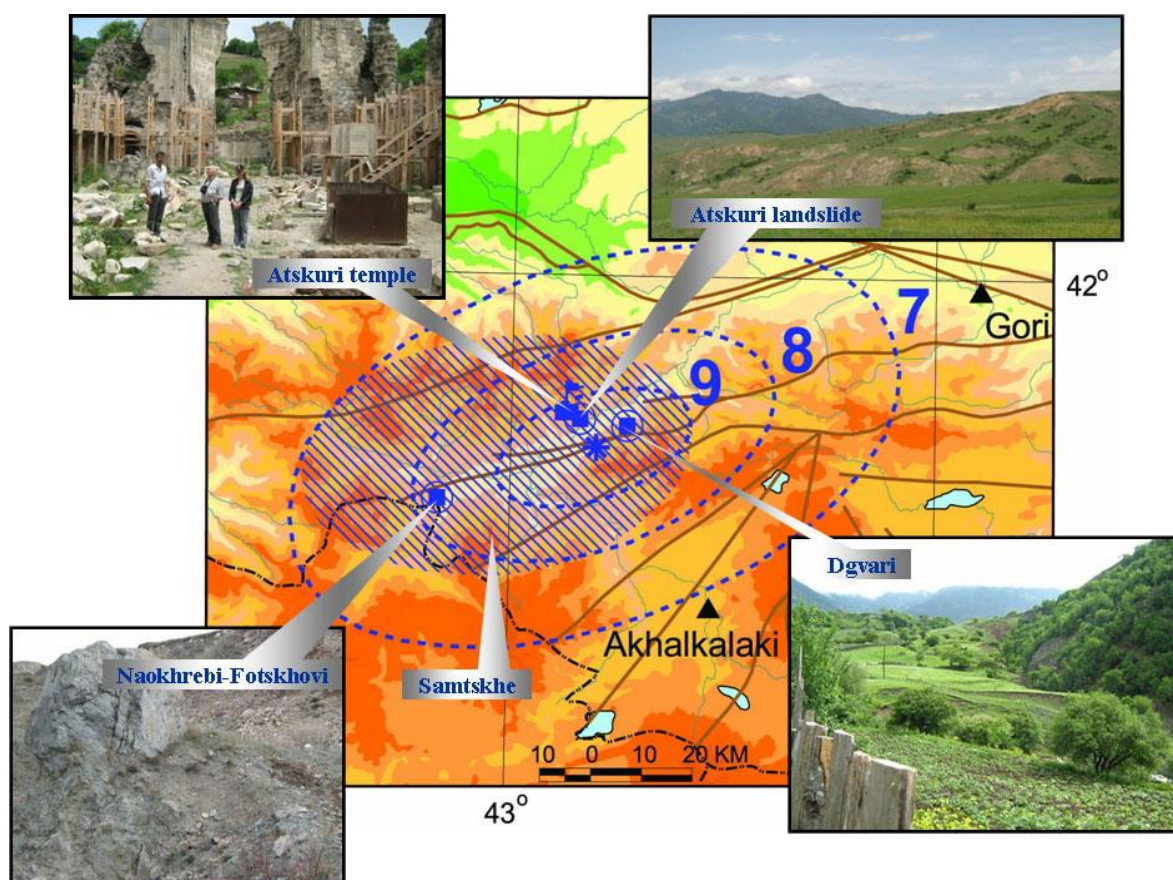 Atskuri landslide
Atskuri temple
42°
7
Gori
8
9
Dgvari
Akhalkalaki
Naokhrebi-Fotskhovi
Samtskhe
10 0 10 20 KM
43°